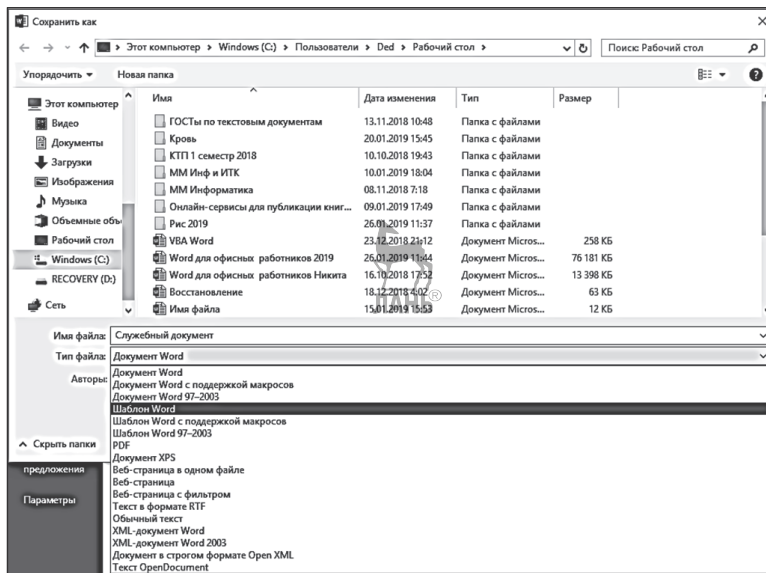 Сохранить как
Этот компьютер > Windows (C:) > Пользователи > Ded > Рабочий стол >
Поиск: Рабочий стол
Упорядочить
Новая папка
Имя Дата изменения Тип Размер
Этот компьютер
Видео
Документы
Загрузки
Изображения
Музыка
Объемные объ
Рабочий стол
Windows (C:)
RECOVERY (D:)
Сеть
ГОСТы по текстовым документам 13.11.2018 10:48 Папка с файлами
Кровь 20.01.2019 15:45 Папка с файлами
КТП 1 семестр 2018 10.10.2018 19:43 Папка с файлами
ММ Инф и ИТК 10.01.2019 18:04 Папка с файлами
ММ Информатика 08.11.2018 7:18 Папка с файлами
Онлайн-сервисы для публикации книг... 09.01.2019 17:49 Папка с файлами
Рис 2019 26.01.2019 11:37 Папка с файлами
VBA Word 23.12.2018 21:12 Документ Micros... 258 КБ
Word для офисных работников 2019 26.01.2019 11:44 Документ Micros... 76 181 КБ
Word для офисных работников Никита 16.10.2018 17:52 Документ Micros... 13 398 КБ
Восстановление 18.12.2018 4:02 Документ Micros... 63 КБ
Имя файла 15.01.2019 15:53 Документ Micros... 12 КБ
ЛАНЬ®
Имя файла: Служебный документ
Тип файла: Документ Word
Авторы:
Документ Word
Документ Word с поддержкой макросов
Документ Word 97–2003
Шаблон Word
Шаблон Word с поддержкой макросов
Шаблон Word 97–2003
PDF
Документ XPS
Веб-страница в одном файле
Веб-страница
Веб-страница с фильтром
Текст в формате RTF
Обычный текст
XML-документ Word
XML-документ Word 2003
Документ в строгом формате Open XML
Текст OpenDocument
Скрыть папки
предложения
Параметры